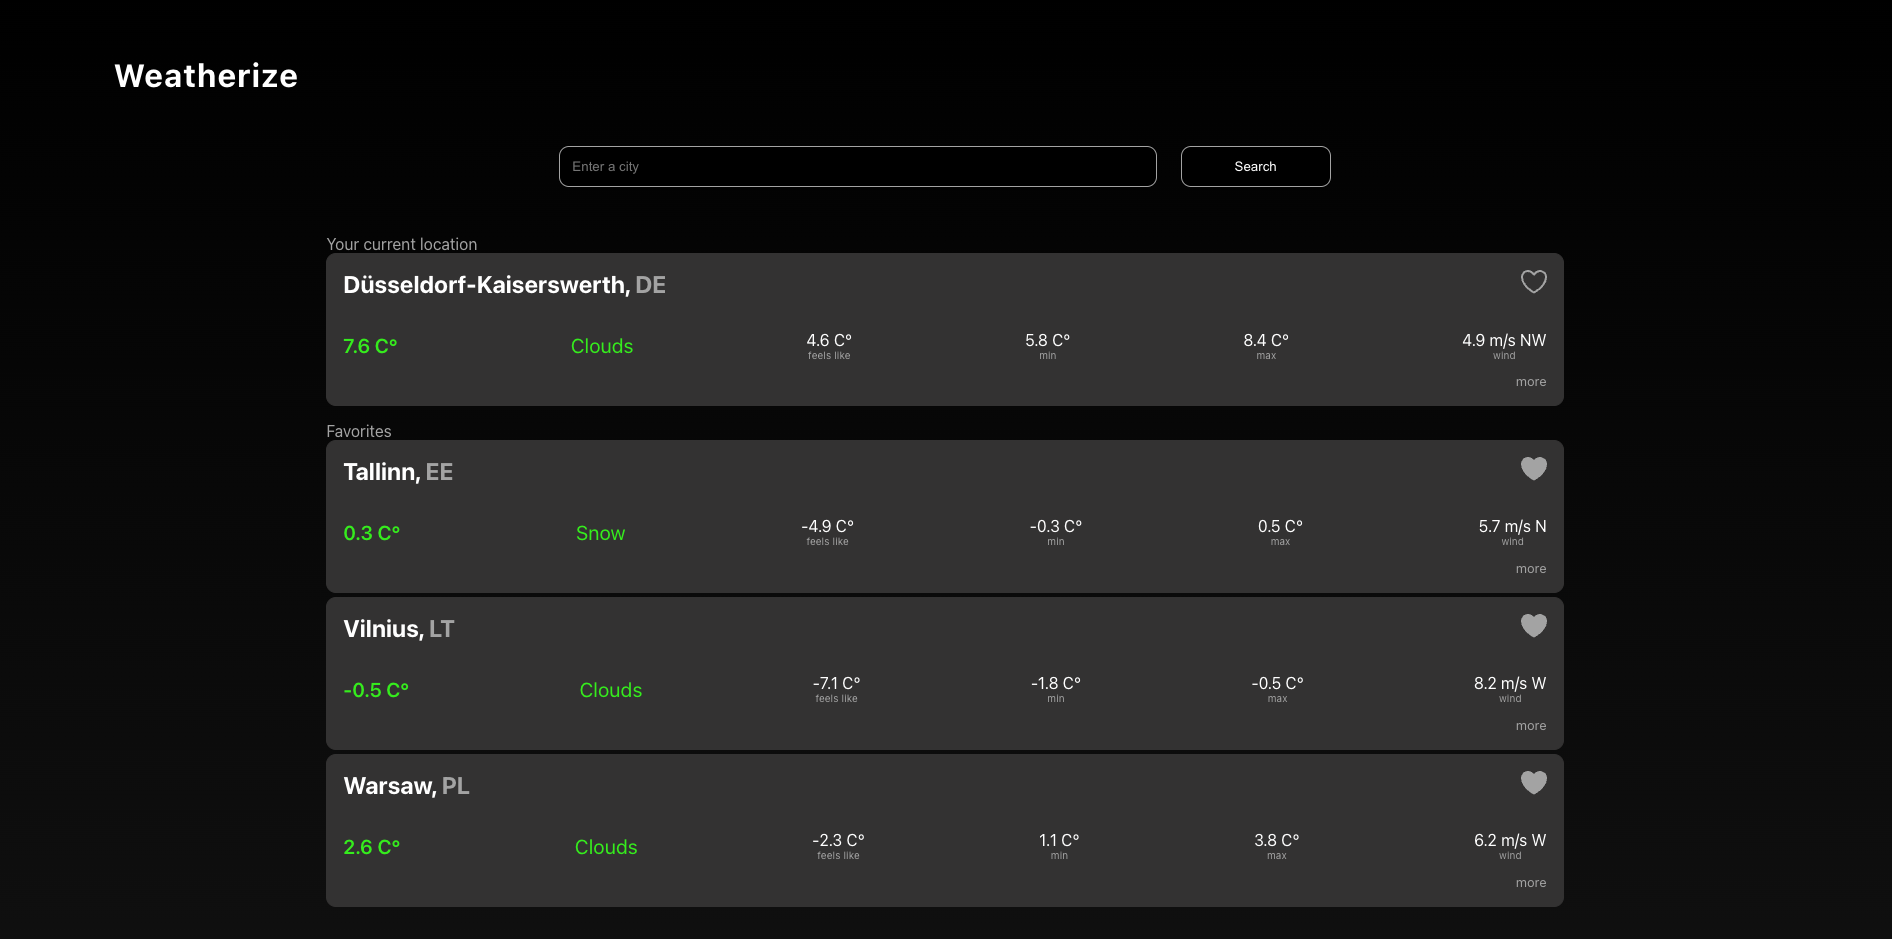 Weatherize
Enter a city
Search
Your current location
Düsseldorf-Kaiserswerth, DE
7.6 C° Clouds 4.6 C° 5.8 C° 8.4 C° 4.9 m/s NW
feels like min max wind
more
Favorites
Tallinn, EE
0.3 C° Snow -4.9 C° -0.3 C° 0.5 C° 5.7 m/s N
feels like min max wind
more
Vilnius, LT
-0.5 C° Clouds -7.1 C° -1.8 C° -0.5 C° 8.2 m/s W
feels like min max wind
more
Warsaw, PL
2.6 C° Clouds -2.3 C° 1.1 C° 3.8 C° 6.2 m/s W
feels like min max wind
more